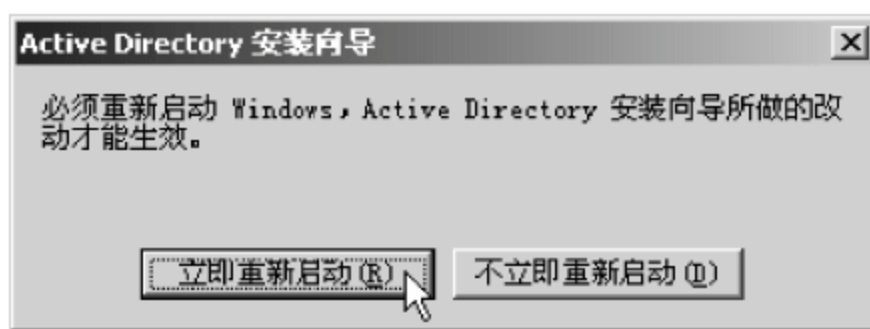 Active Directory 安装向导
必须重新启动 Windows，Active Directory 安装向导所做的改
动才能生效。
立即重新启动(R)
不立即重新启动(D)